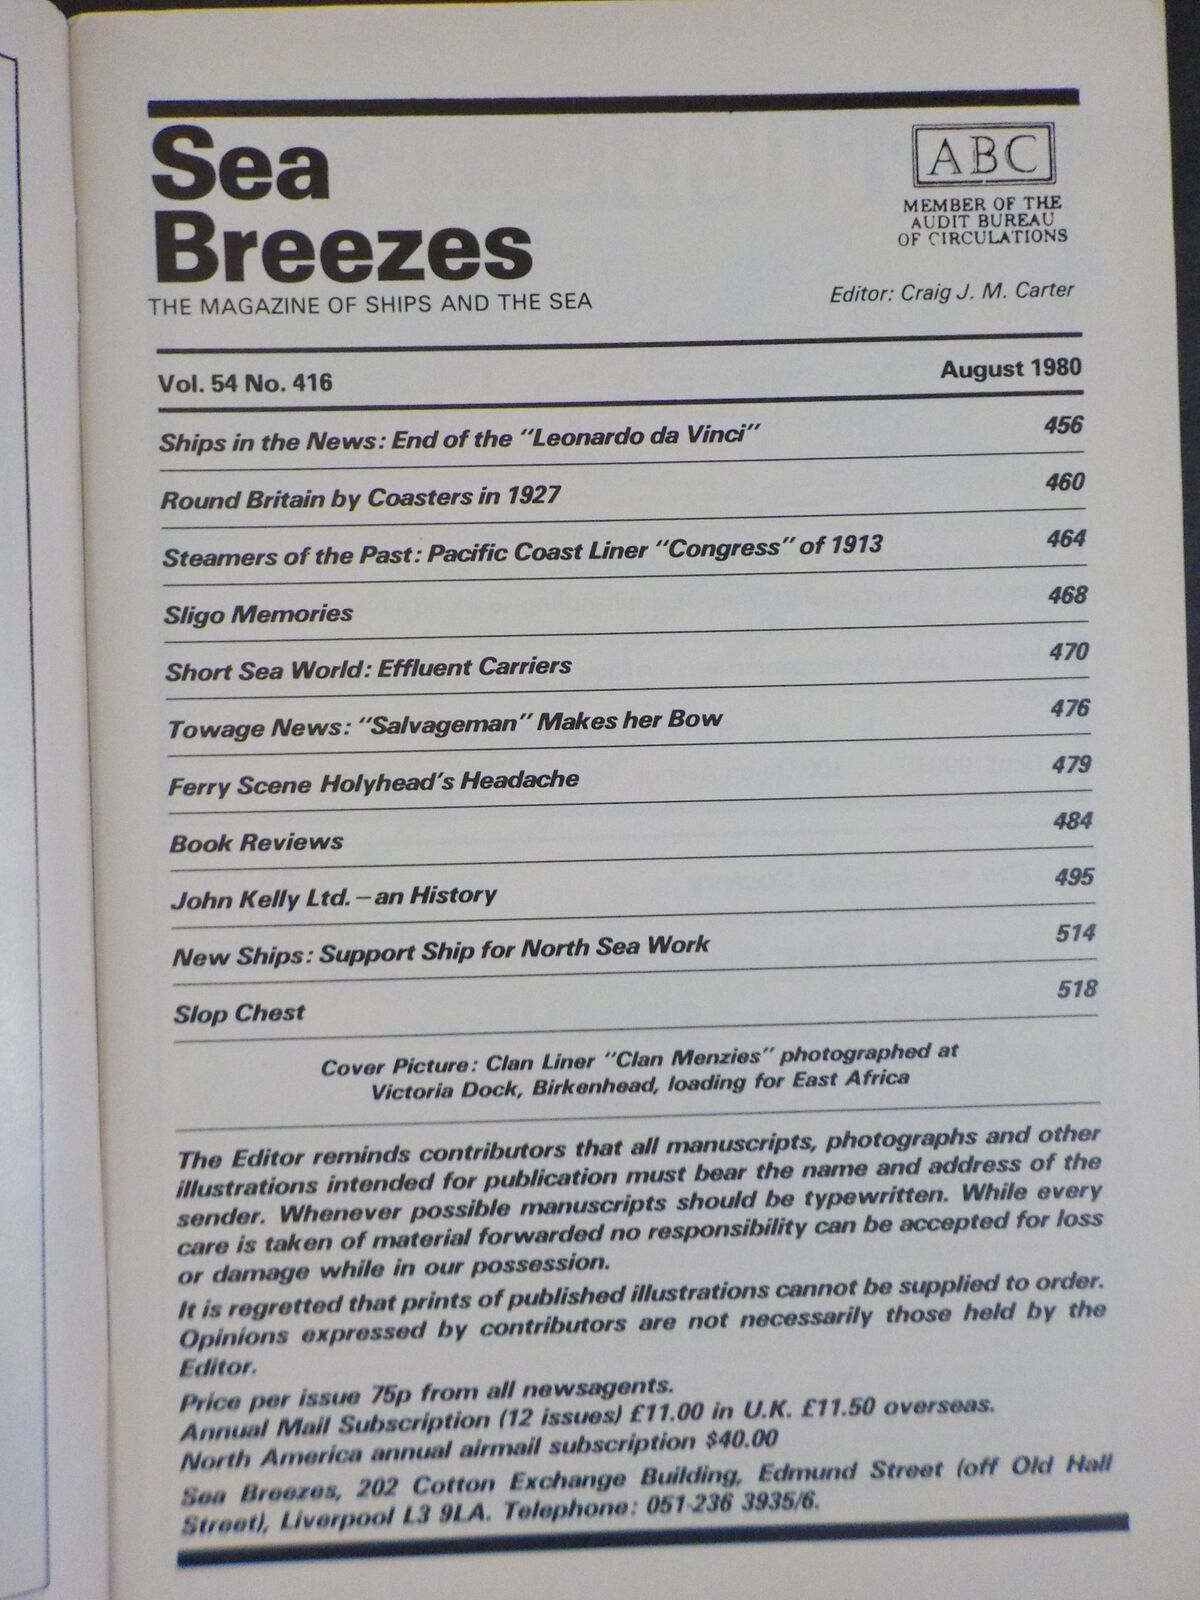 Sea
Breezes
THE MAGAZINE OF SHIPS AND THE SEA
ABC
MEMBER OF THE
AUDIT BUREAU
OF CIRCULATIONS
Editor: Craig J. M. Carter
Vol. 54 No. 416 August 1980
Ships in the News: End of the "Leonardo da Vinci" 456
Round Britain by Coasters in 1927 460
Steamers of the Past: Pacific Coast Liner "Congress" of 1913 464
Sligo Memories 468
Short Sea World: Effluent Carriers 470
Towage News: "Salvageman" Makes her Bow 476
Ferry Scene Holyhead's Headache 479
Book Reviews 484
John Kelly Ltd. – an History 495
New Ships: Support Ship for North Sea Work 514
Slop Chest 518
Cover Picture: Clan Liner "Clan Menzies" photographed at
Victoria Dock, Birkenhead, loading for East Africa
The Editor reminds contributors that all manuscripts, photographs and other
illustrations intended for publication must bear the name and address of the
sender. Whenever possible manuscripts should be typewritten. While every
care is taken of material forwarded no responsibility can be accepted for loss
or damage while in our possession.
It is regretted that prints of published illustrations cannot be supplied to order.
Opinions expressed by contributors are not necessarily those held by the
Editor.
Price per issue 75p from all newsagents.
Annual Mail Subscription (12 issues) £11.00 in U.K. £11.50 overseas.
North America annual airmail subscription $40.00
Sea Breezes, 202 Cotton Exchange Building, Edmund Street (off Old Hall
Street), Liverpool L3 9LA. Telephone: 051-236 3935/6.